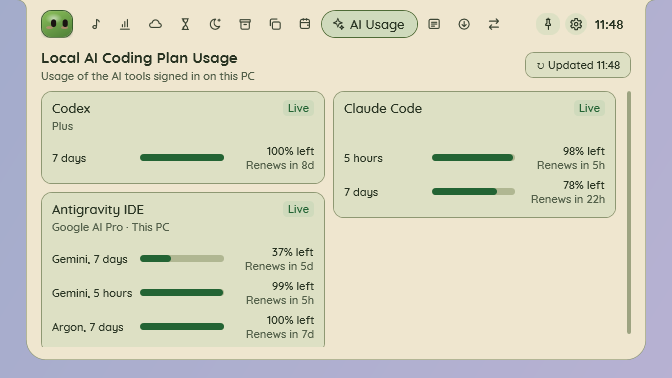 AI Usage
11:48
Local AI Coding Plan Usage
Usage of the AI tools signed in on this PC
Updated 11:48
Codex
Live
Plus
7 days
100% left
Renews in 8d
Claude Code
Live
5 hours
98% left
Renews in 5h
7 days
78% left
Renews in 22h
Antigravity IDE
Live
Google AI Pro · This PC
Gemini, 7 days
37% left
Renews in 5d
Gemini, 5 hours
99% left
Renews in 5h
Argon, 7 days
100% left
Renews in 7d